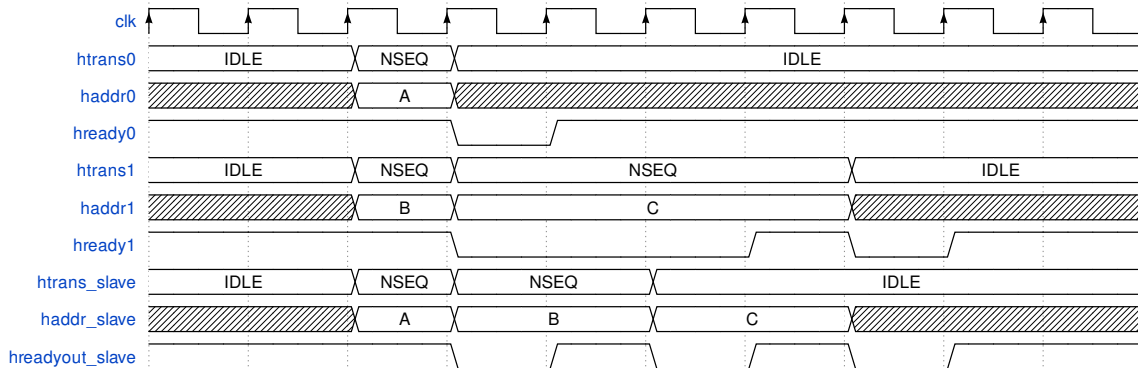 clk
htrans0 IDLE NSEQ IDLE
haddr0 A
hready0
htrans1 IDLE NSEQ NSEQ IDLE
haddr1 B C
hready1
htrans_slave IDLE NSEQ NSEQ IDLE
haddr_slave A B C
hreadyout_slave